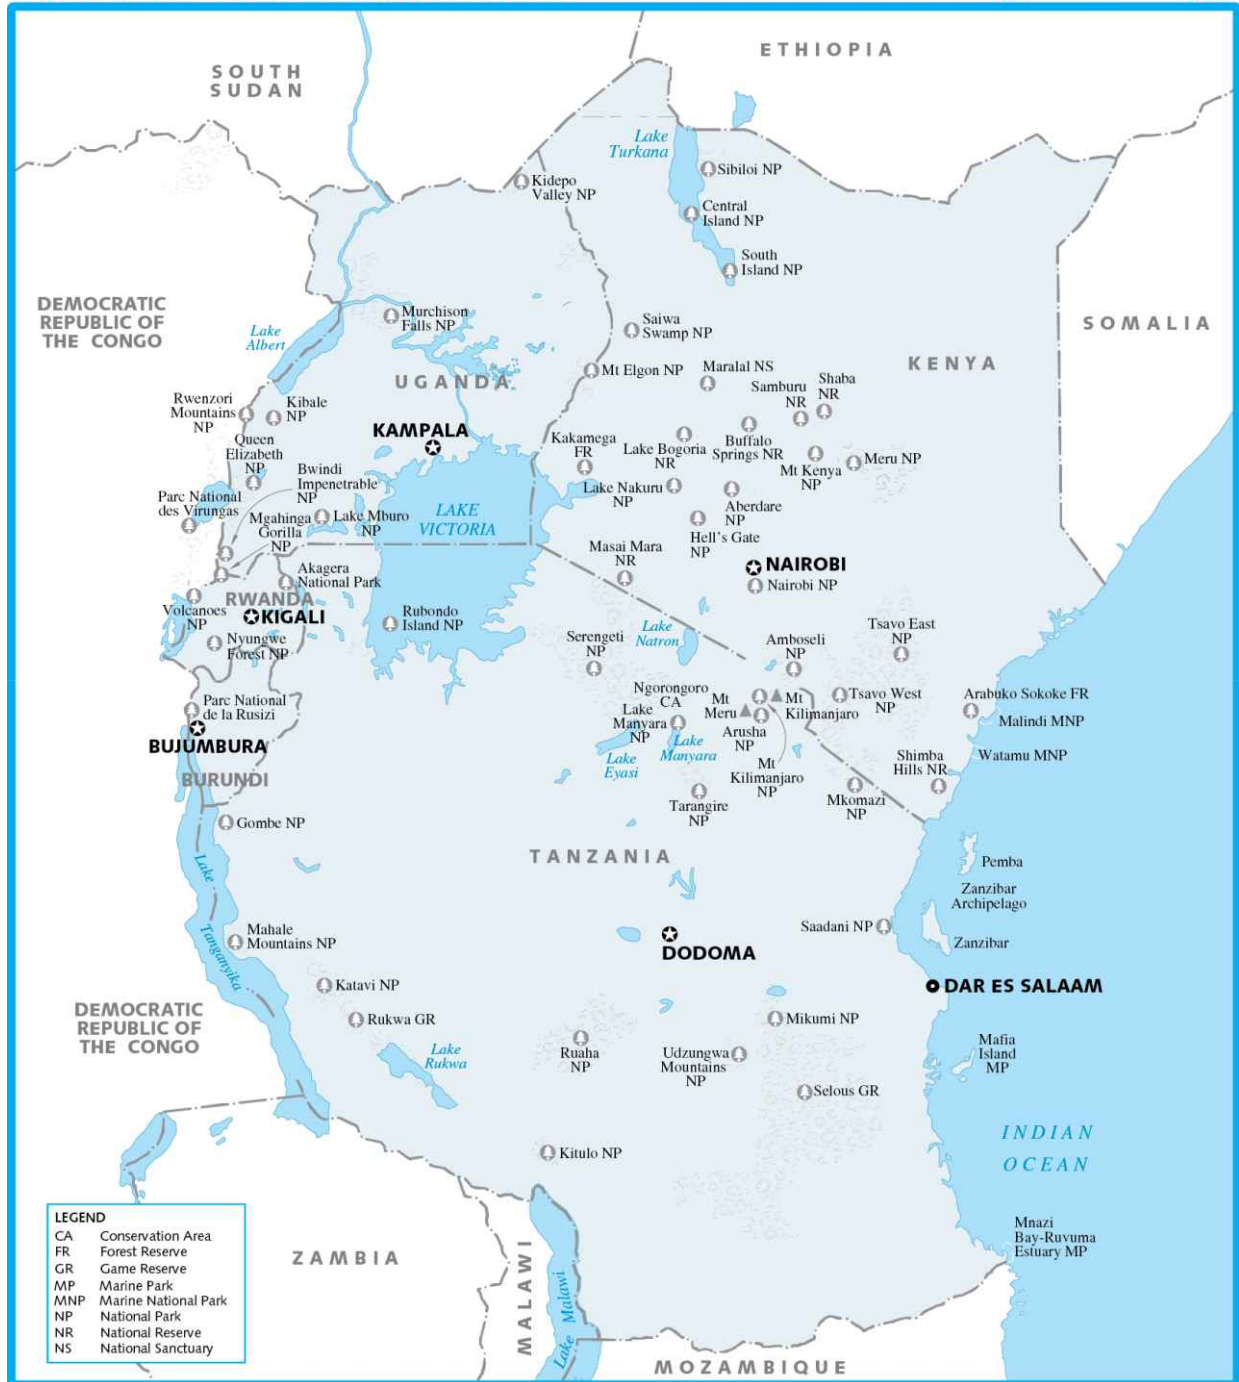 ETHIOPIA
SOUTH
SUDAN
Lake
Turkana
Sibiloi NP
Kidepo
Valley NP
Central
Island NP
South
Island NP
DEMOCRATIC
REPUBLIC OF
THE CONGO
Lake
Albert
Murchison
Falls NP
Saiwa
Swamp NP
SOMALIA
KENYA
UGANDA
Mt Elgon NP
Maralal NS
Samburu
NR
Shaba
NR
Rwenzori
Mountains
NP
Kibale
NP
KAMPALA
Queen
Elizabeth
NP
Kakamega
FR
Lake Bogoria
NR
Buffalo
Springs NR
Mt Kenya
NP
Meru NP
Bwindi
Impenetrable
NP
Parc National
des Virungas
Lake Nakuru
NP
Aberdare
NP
LAKE
VICTORIA
Mgahinga
Gorilla
NP
Lake Mburo
NP
Hell's Gate
NP
Masai Mara
NR
NAIROBI
Nairobi NP
Akagera
National Park
RWANDA
Volcanoes
NP
KIGALI
Rubondo
Island NP
Nyungwe
Forest NP
Serengeti
NP
Lake
Natron
Amboseli
NP
Tsavo East
NP
Parc National
de la Rusizi
Ngorongoro
CA
Mt
Meru
Mt
Kilimanjaro
Tsavo West
NP
Arabuko Sokoke FR
Malindi MNP
Lake
Manyara
NP
Lake
Manyara
Arusha
NP
BUJUMBURA
Lake
Eyasi
Mt
Kilimanjaro
NP
Shimba
Hills NR
Watamu MNP
BURUNDI
Tarangire
NP
Mkomazi
NP
Gombe NP
TANZANIA
Pemba
Lake
Tanganyika
Zanzibar
Archipelago
Mahale
Mountains NP
Saadani NP
Zanzibar
DODOMA
Katavi NP
DAR ES SALAAM
DEMOCRATIC
REPUBLIC OF
THE CONGO
Rukwa GR
Mikumi NP
Lake
Rukwa
Ruaha
NP
Udzungwa
Mountains
NP
Mafia
Island
MP
Selous GR
INDIAN
OCEAN
Kitulo NP
Mnazi
Bay-Ruvuma
Estuary MP
ZAMBIA
MALAWI
Lake Malawi
MOZAMBIQUE
LEGEND
CA Conservation Area
FR Forest Reserve
GR Game Reserve
MP Marine Park
MNP Marine National Park
NP National Park
NR National Reserve
NS National Sanctuary